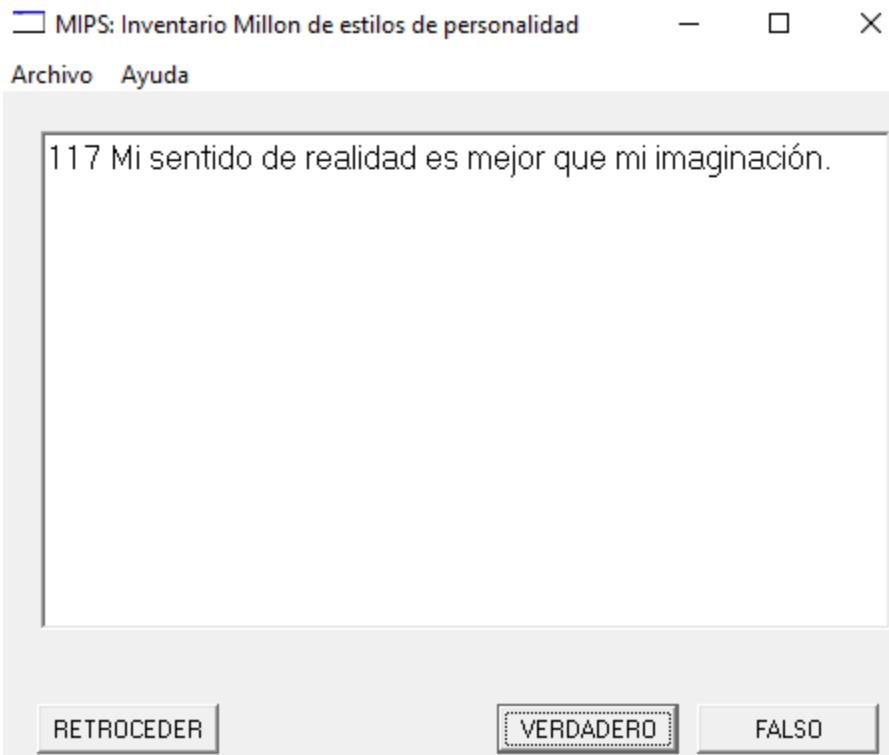 MIPS: Inventario Millon de estilos de personalidad
Archivo Ayuda
117 Mi sentido de realidad es mejor que mi imaginación.
RETROCEDER VERDADERO FALSO